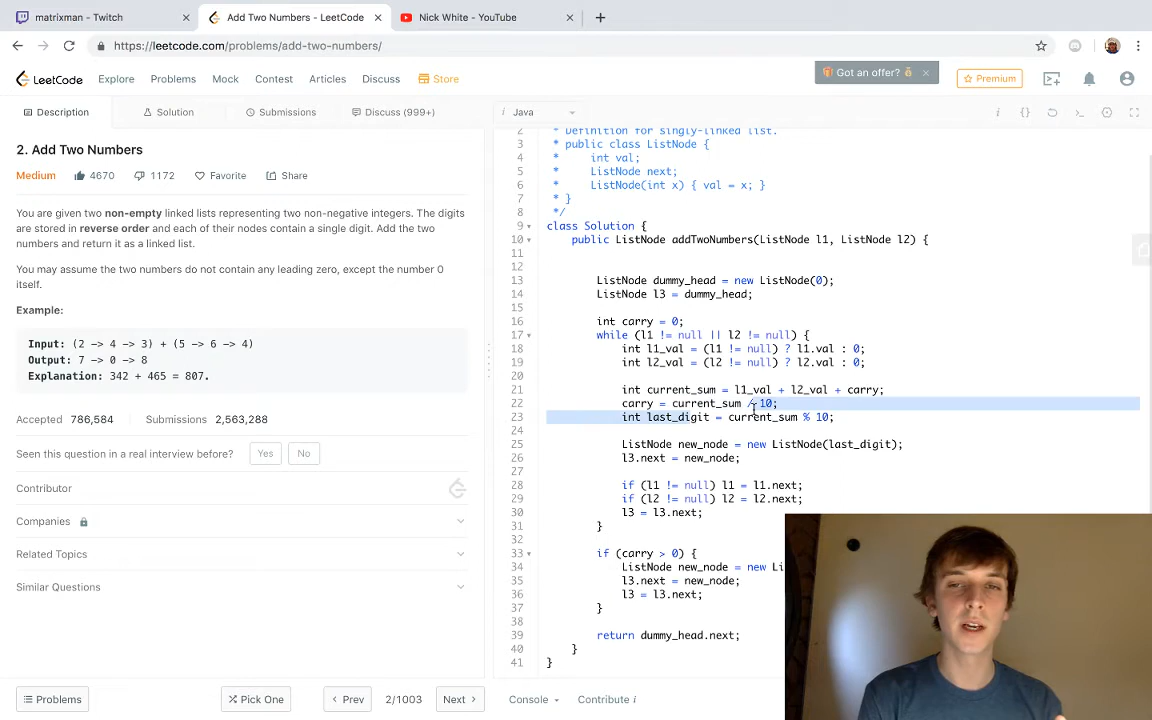 matrixman - Twitch
Add Two Numbers - LeetCode
Nick White - YouTube
https://leetcode.com/problems/add-two-numbers/
LeetCode
Explore
Problems
Mock
Contest
Articles
Discuss
Store
Got an offer?
Premium
Description
Solution
Submissions
Discuss (999+)
i Java
2. Add Two Numbers
Medium
4670
1172
Favorite
Share
You are given two non-empty linked lists representing two non-negative integers. The digits
are stored in reverse order and each of their nodes contain a single digit. Add the two
numbers and return it as a linked list.
You may assume the two numbers do not contain any leading zero, except the number 0
itself.
Example:
Input: (2 -> 4 -> 3) + (5 -> 6 -> 4)
Output: 7 -> 0 -> 8
Explanation: 342 + 465 = 807.
Accepted 786,584 Submissions 2,563,288
Seen this question in a real interview before? Yes No
Contributor
Companies
Related Topics
Similar Questions
Problems
Pick One
Prev
2/1003
Next
2 * Definition for singly-linked list.
3 * public class ListNode {
4 * int val;
5 * ListNode next;
6 * ListNode(int x) { val = x; }
7 * }
8 */
9 class Solution {
10 public ListNode addTwoNumbers(ListNode l1, ListNode l2) {
11
12
13 ListNode dummy_head = new ListNode(0);
14 ListNode l3 = dummy_head;
15
16 int carry = 0;
17 while (l1 != null || l2 != null) {
18 int l1_val = (l1 != null) ? l1.val : 0;
19 int l2_val = (l2 != null) ? l2.val : 0;
20
21 int current_sum = l1_val + l2_val + carry;
22 carry = current_sum / 10;
23 int last_digit = current_sum % 10;
24
25 ListNode new_node = new ListNode(last_digit);
26 l3.next = new_node;
27
28 if (l1 != null) l1 = l1.next;
29 if (l2 != null) l2 = l2.next;
30 l3 = l3.next;
31 }
32
33 if (carry > 0) {
34 ListNode new_node = new Li
35 l3.next = new_node;
36 l3 = l3.next;
37 }
38
39 return dummy_head.next;
40 }
41 }
Console
Contribute i